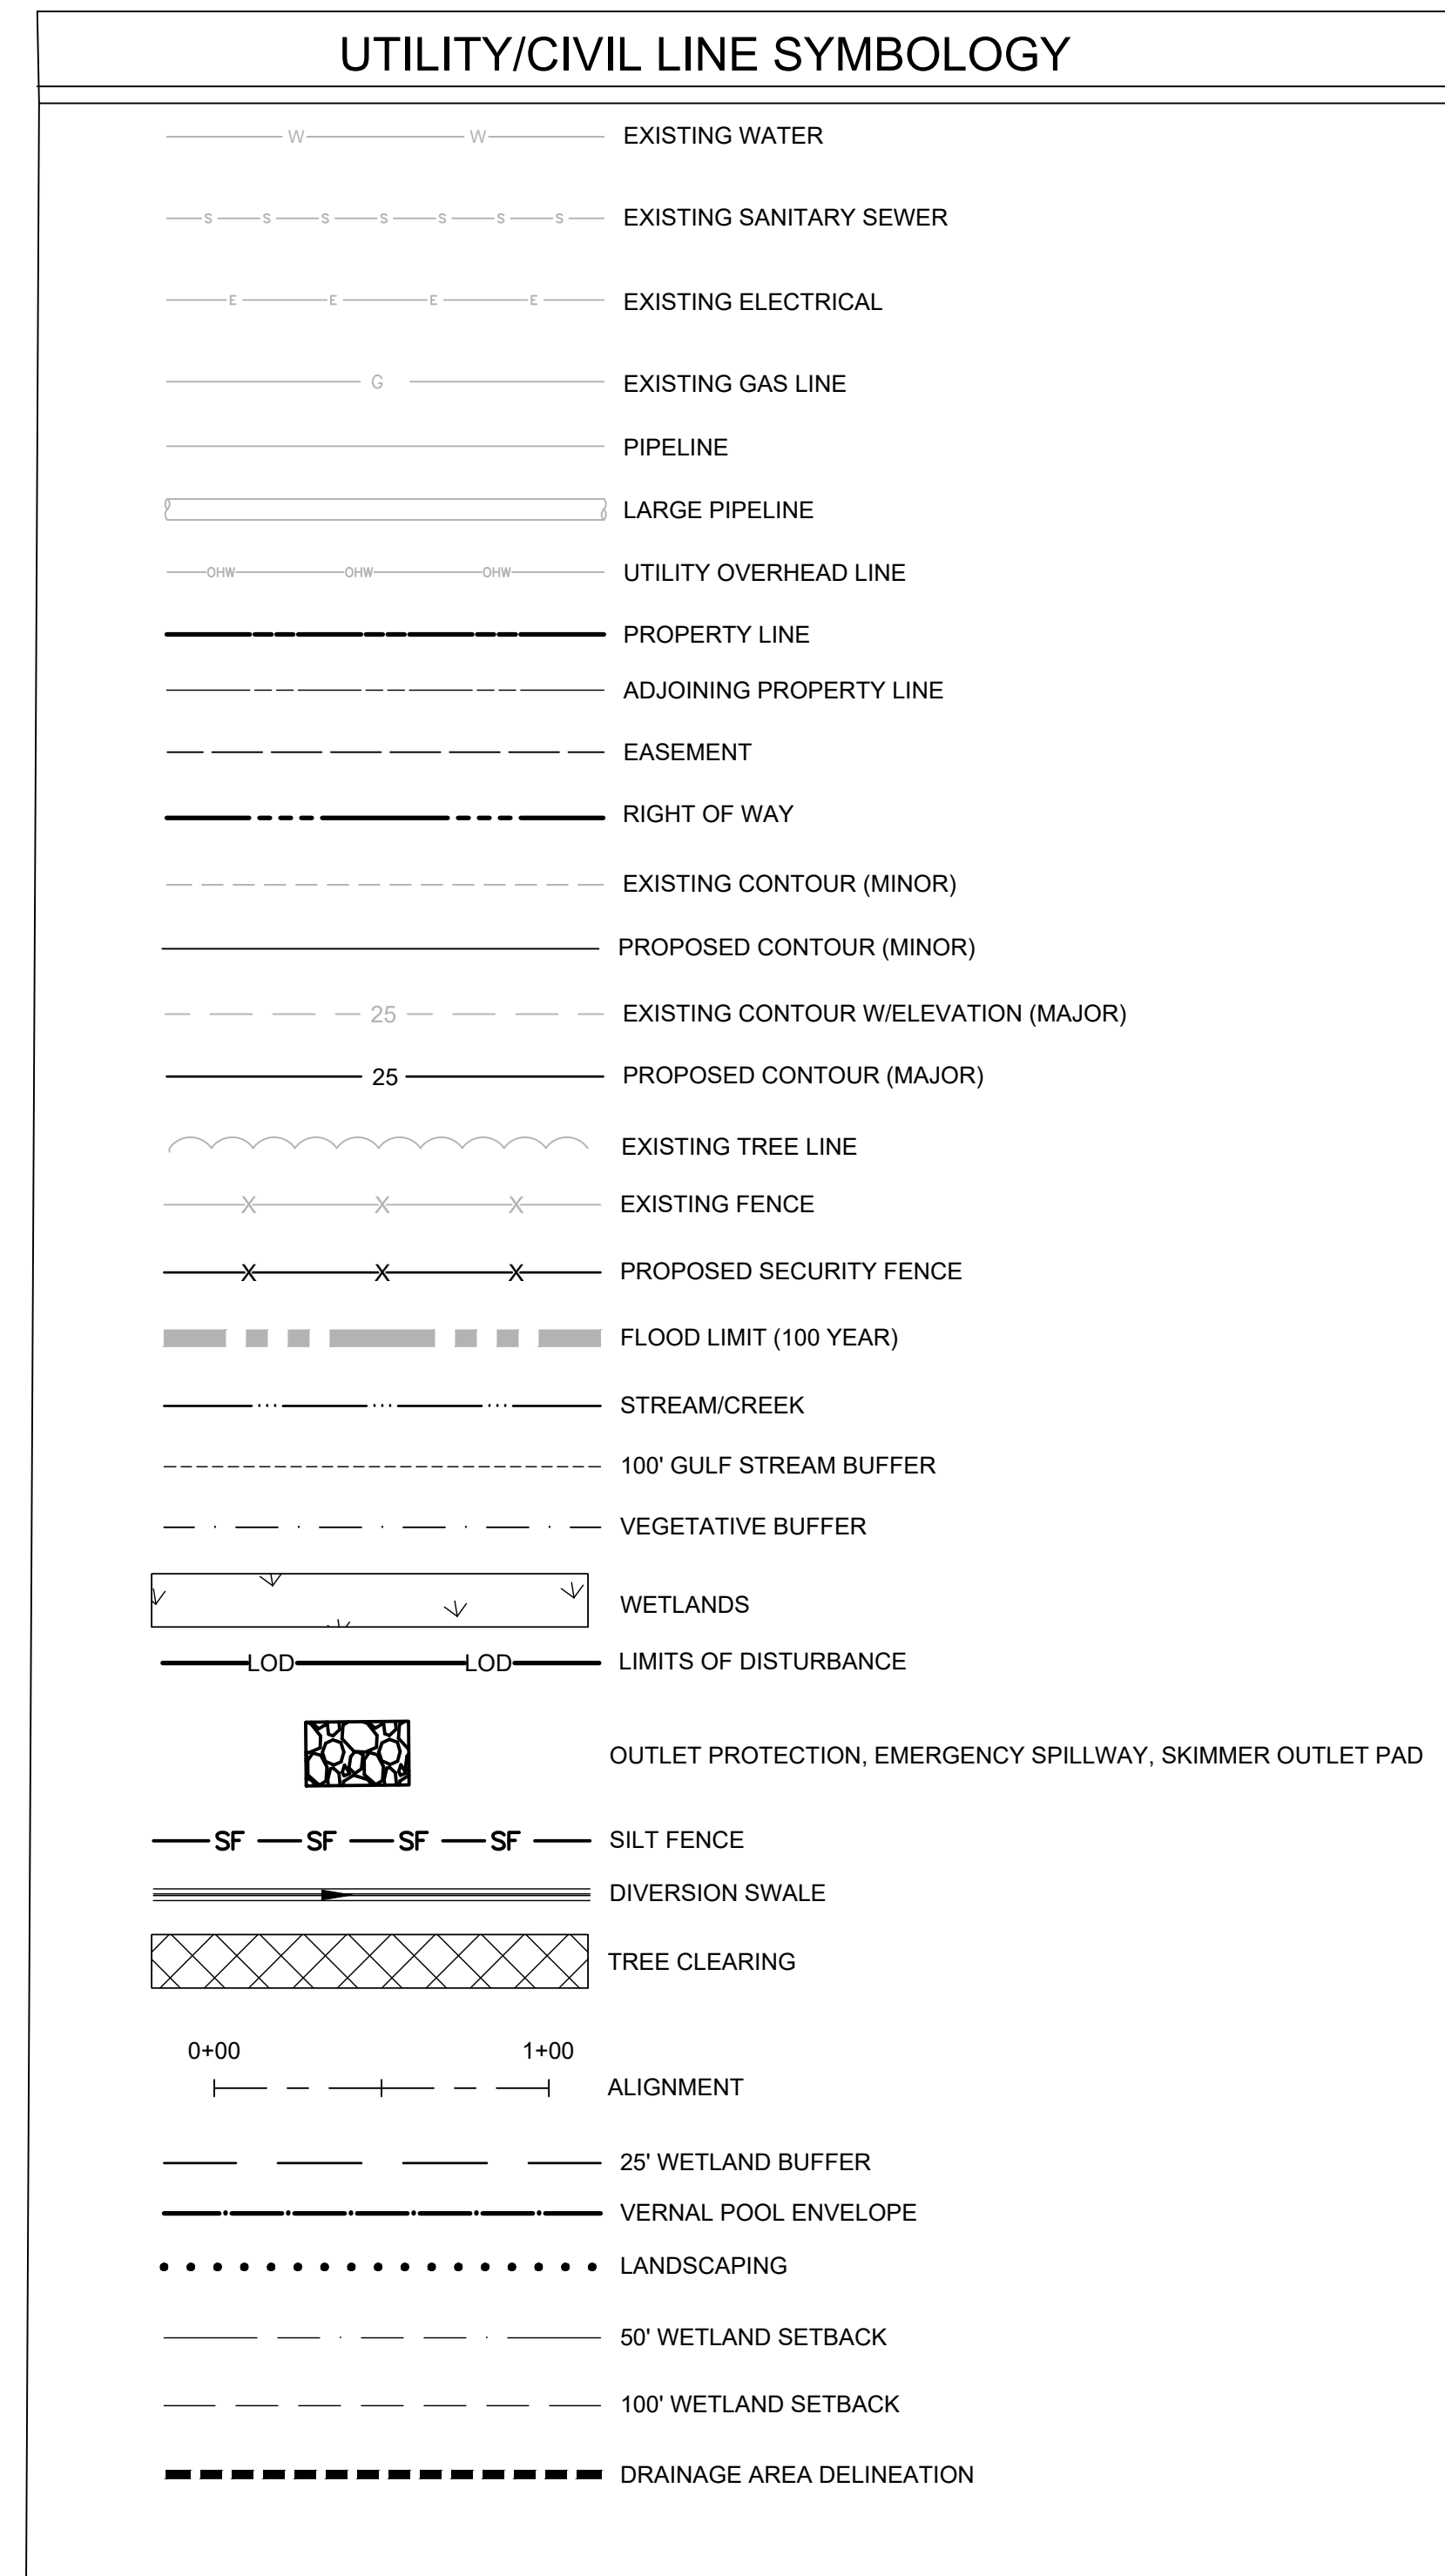 UTILITY/CIVIL LINE SYMBOLOGY
W W EXISTING WATER
S S S S S S S EXISTING SANITARY SEWER
E E E E EXISTING ELECTRICAL
G EXISTING GAS LINE
PIPELINE
LARGE PIPELINE
OHW OHW OHW UTILITY OVERHEAD LINE
PROPERTY LINE
ADJOINING PROPERTY LINE
EASEMENT
RIGHT OF WAY
EXISTING CONTOUR (MINOR)
PROPOSED CONTOUR (MINOR)
25 EXISTING CONTOUR W/ELEVATION (MAJOR)
25 PROPOSED CONTOUR (MAJOR)
EXISTING TREE LINE
X X X EXISTING FENCE
X X X PROPOSED SECURITY FENCE
FLOOD LIMIT (100 YEAR)
STREAM/CREEK
100' GULF STREAM BUFFER
VEGETATIVE BUFFER
WETLANDS
LOD LOD LIMITS OF DISTURBANCE
OUTLET PROTECTION, EMERGENCY SPILLWAY, SKIMMER OUTLET PAD
SF SF SF SF SILT FENCE
DIVERSION SWALE
TREE CLEARING
0+00 1+00
ALIGNMENT
25' WETLAND BUFFER
VERNAL POOL ENVELOPE
LANDSCAPING
50' WETLAND SETBACK
100' WETLAND SETBACK
DRAINAGE AREA DELINEATION